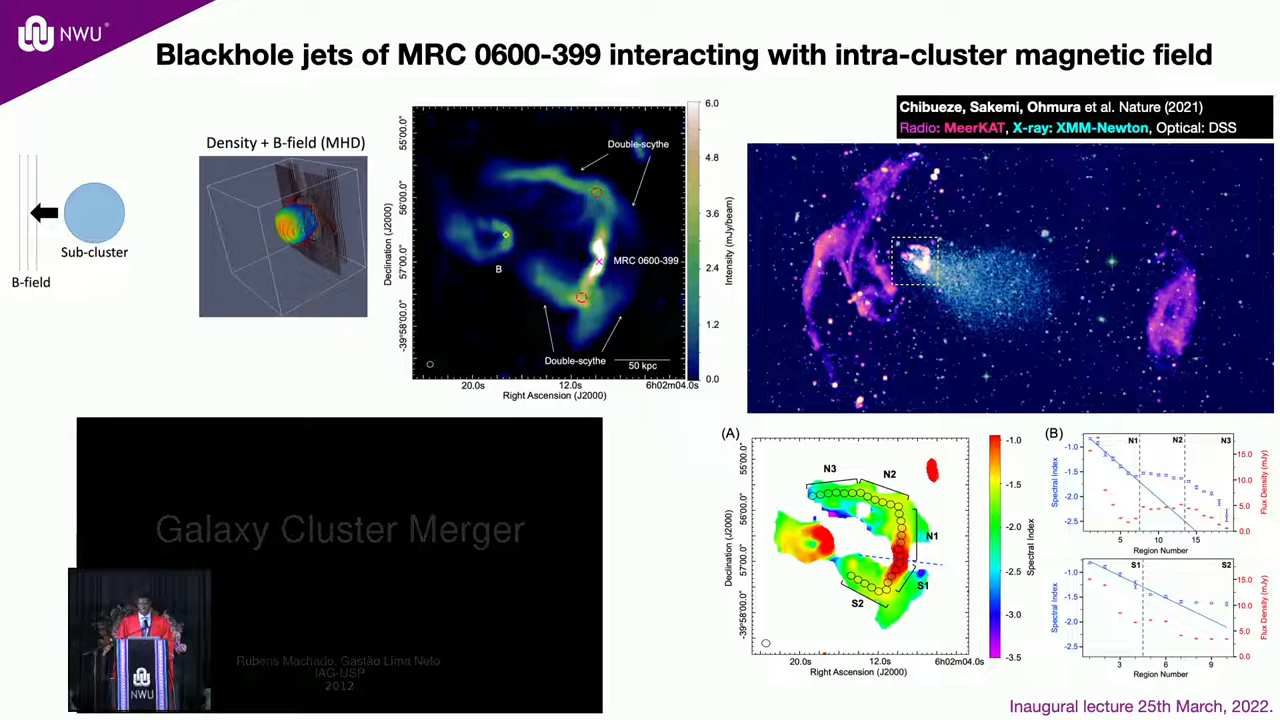 NWU®
Blackhole jets of MRC 0600-399 interacting with intra-cluster magnetic field
Chibueze, Sakemi, Ohmura et al. Nature (2021)
Radio: MeerKAT, X-ray: XMM-Newton, Optical: DSS
Density + B-field (MHD)
Sub-cluster
B-field
Double-scythe
MRC 0600-399
B
Double-scythe
50 kpc
Declination (J2000)
55'00.0"
56'00.0"
57'00.0"
-39°58'00.0"
20.0s 12.0s 6h02m04.0s
Right Ascension (J2000)
6.0
4.8
3.6
2.4
1.2
0.0
Intensity (mJy/beam)
Galaxy Cluster Merger
Rubens Machado, Gastão Lima Neto
IAG-USP
2012
NWU
(A)
N3 N2
N1
S1
S2
Declination (J2000)
55'00.0"
56'00.0"
57'00.0"
-39°58'00.0"
20.0s 12.0s 6h02m04.0s
Right Ascension (J2000)
-1.0
-1.5
-2.0
-2.5
-3.0
-3.5
Spectral Index
(B)
N1 N2 N3
Spectral Index
-1.0
-1.5
-2.0
-2.5
15.0
10.0
5.0
0.0
Flux Density (mJy)
5 10 15
Region Number
S1 S2
Spectral Index
-1.0
-1.5
-2.0
-2.5
15.0
10.0
5.0
0.0
Flux Density (mJy)
3 6 9
Region Number
Inaugural lecture 25th March, 2022.